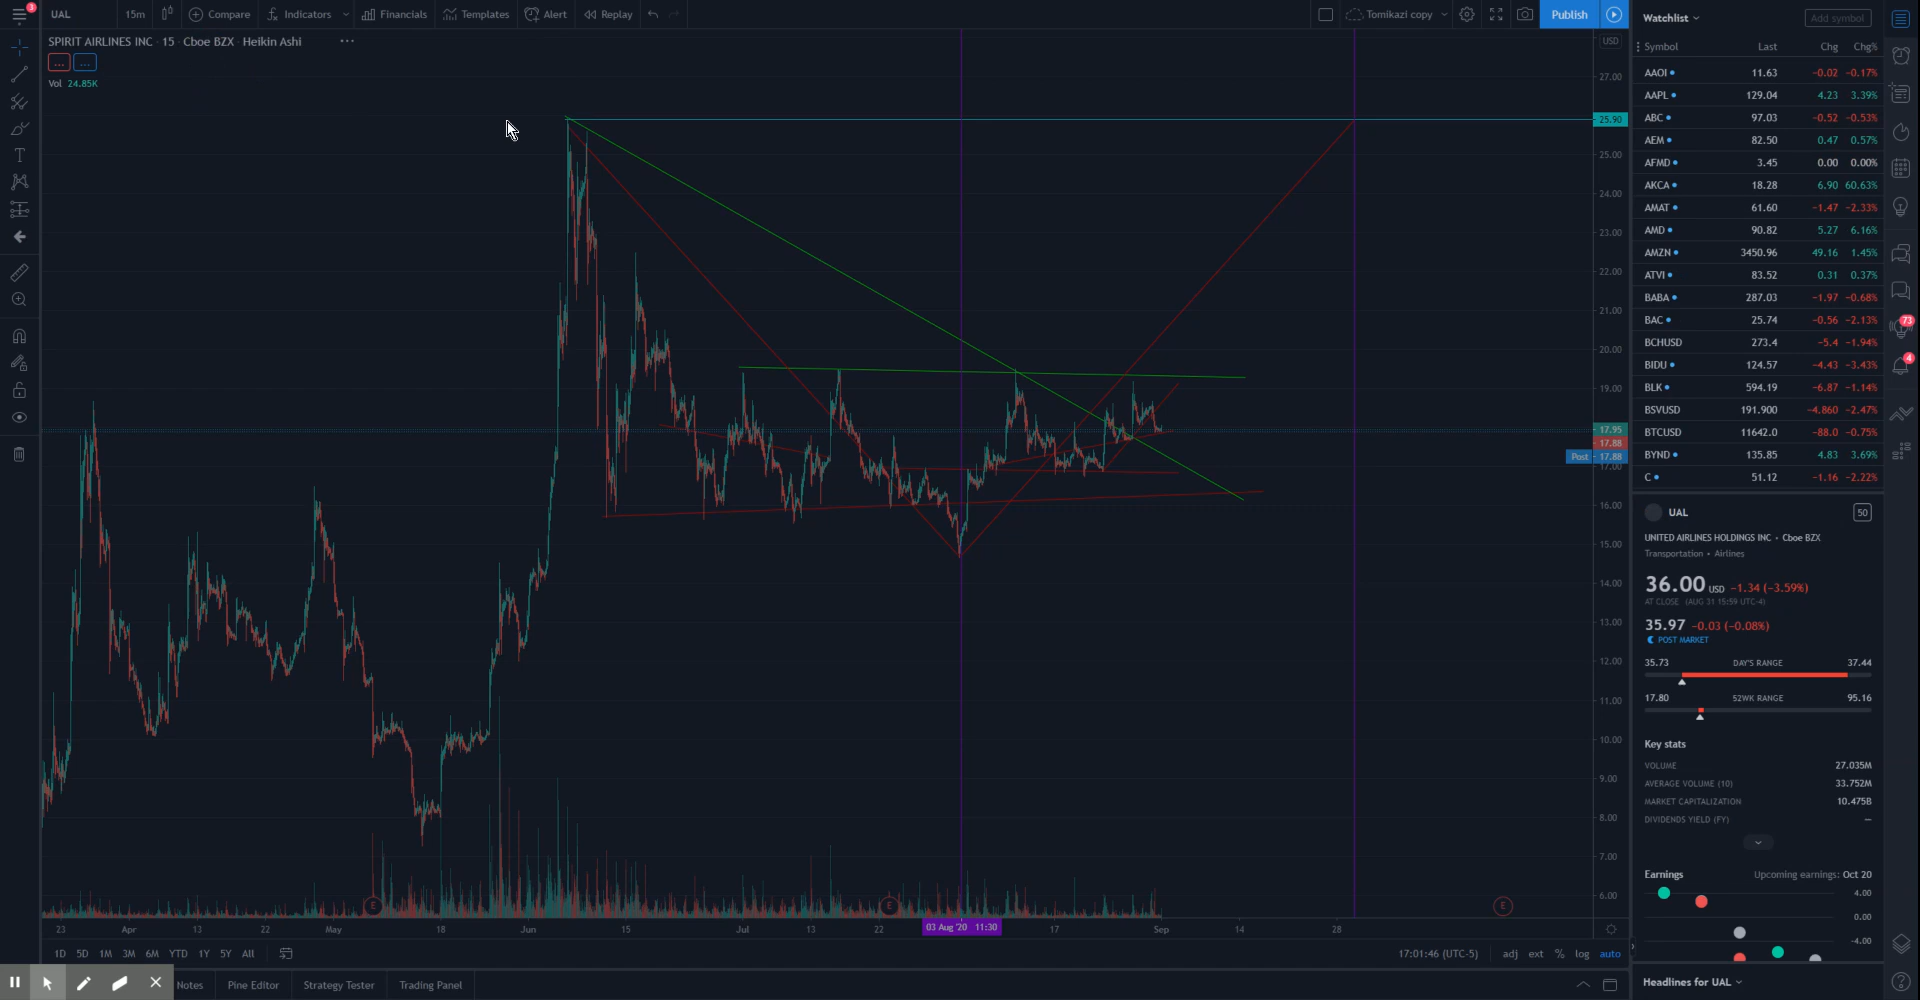 3
UAL 15m Compare Indicators Financials Templates Alert Replay Tomikazi copy Publish
SPIRIT AIRLINES INC · 15 · Cboe BZX · Heikin Ashi ···
... ...
Vol 24.85K
USD
27.00
25.90
25.00
24.00
23.00
22.00
21.00
20.00
19.00
17.95
17.88
Post 17.88
17.00
16.00
15.00
14.00
13.00
12.00
11.00
10.00
9.00
8.00
7.00
6.00
E E E
23 Apr 13 22 May 18 Jun 15 Jul 13 22 03 Aug '20 11:30 17 Sep 14 28
1D 5D 1M 3M 6M YTD 1Y 5Y All 17:01:46 (UTC-5) adj ext % log auto
Notes Pine Editor Strategy Tester Trading Panel
Watchlist Add symbol
Symbol Last Chg Chg%
AAOI 11.63 −0.02 −0.17%
AAPL 129.04 4.23 3.39%
ABC 97.03 −0.52 −0.53%
AEM 82.50 0.47 0.57%
AFMD 3.45 0.00 0.00%
AKCA 18.28 6.90 60.63%
AMAT 61.60 −1.47 −2.33%
AMD 90.82 5.27 6.16%
AMZN 3450.96 49.16 1.45%
ATVI 83.52 0.31 0.37%
BABA 287.03 −1.97 −0.68%
BAC 25.74 −0.56 −2.13%
BCHUSD 273.4 −5.4 −1.94%
BIDU 124.57 −4.43 −3.43%
BLK 594.19 −6.87 −1.14%
BSVUSD 191.900 −4.860 −2.47%
BTCUSD 11642.0 −88.0 −0.75%
BYND 135.85 4.83 3.69%
C 51.12 −1.16 −2.22%
UAL 50
UNITED AIRLINES HOLDINGS INC • Cboe BZX
Transportation • Airlines
36.00 USD −1.34 (−3.59%)
AT CLOSE (AUG 31 15:59 UTC-4)
35.97 −0.03 (−0.08%)
POST MARKET
35.73 DAY'S RANGE 37.44
17.80 52WK RANGE 95.16
Key stats
VOLUME 27.035M
AVERAGE VOLUME (10) 33.752M
MARKET CAPITALIZATION 10.475B
DIVIDENDS YIELD (FY) —
Earnings Upcoming earnings: Oct 20
4.00
0.00
-4.00
Headlines for UAL
73
4